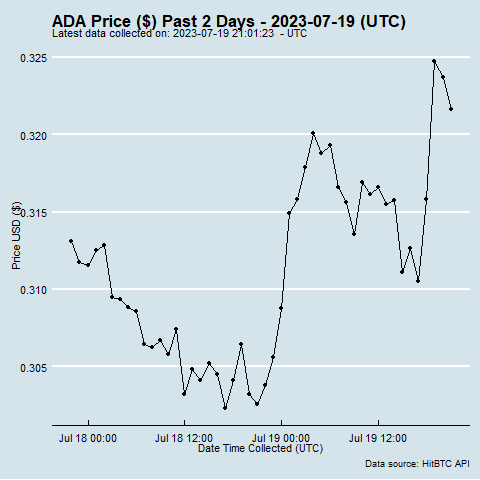 ADA Price ($) Past 2 Days - 2023-07-19 (UTC)
Latest data collected on: 2023-07-19 21:01:23  - UTC
0.325
0.320
0.315
0.310
0.305
Price USD ($)
Jul 18 00:00
Jul 18 12:00
Jul 19 00:00
Jul 19 12:00
Date Time Collected (UTC)
Data source: HitBTC API